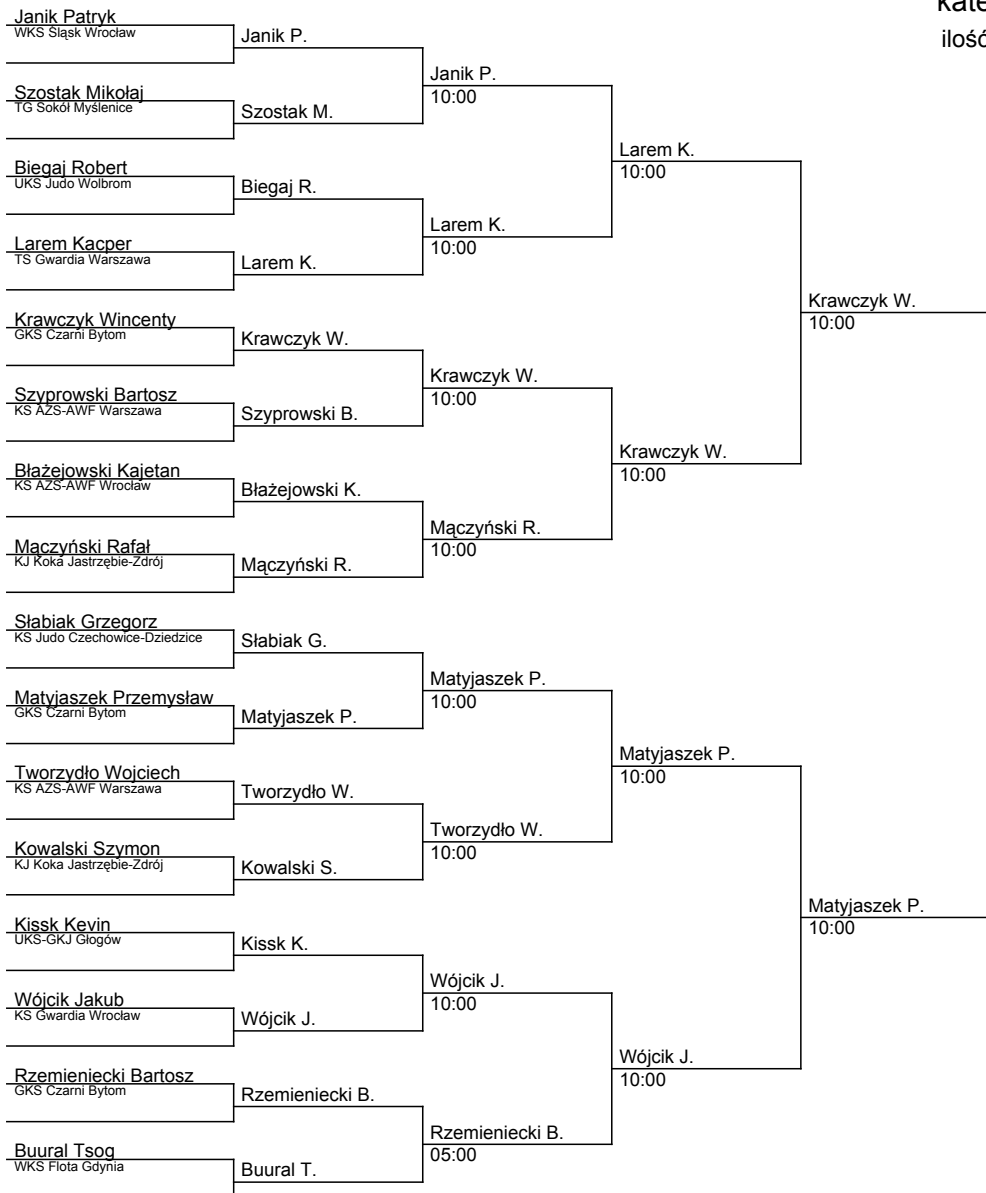 kate
ilość
Janik Patryk
WKS Śląsk Wrocław
Szostak Mikołaj
TG Sokół Myślenice
Biegaj Robert
UKS Judo Wolbrom
Larem Kacper
TS Gwardia Warszawa
Krawczyk Wincenty
GKS Czarni Bytom
Szyprowski Bartosz
KS AZS-AWF Warszawa
Błażejowski Kajetan
KS AZS-AWF Wrocław
Mączyński Rafał
KJ Koka Jastrzębie-Zdrój
Słabiak Grzegorz
KS Judo Czechowice-Dziedzice
Matyjaszek Przemysław
GKS Czarni Bytom
Tworzydło Wojciech
KS AZS-AWF Warszawa
Kowalski Szymon
KJ Koka Jastrzębie-Zdrój
Kissk Kevin
UKS-GKJ Głogów
Wójcik Jakub
KS Gwardia Wrocław
Rzemieniecki Bartosz
GKS Czarni Bytom
Buural Tsog
WKS Flota Gdynia
Janik P.
Szostak M.
Biegaj R.
Larem K.
Krawczyk W.
Szyprowski B.
Błażejowski K.
Mączyński R.
Słabiak G.
Matyjaszek P.
Tworzydło W.
Kowalski S.
Kissk K.
Wójcik J.
Rzemieniecki B.
Buural T.
Janik P.
10:00
Larem K.
10:00
Krawczyk W.
10:00
Mączyński R.
10:00
Matyjaszek P.
10:00
Tworzydło W.
10:00
Wójcik J.
10:00
Rzemieniecki B.
05:00
Larem K.
10:00
Krawczyk W.
10:00
Matyjaszek P.
10:00
Wójcik J.
10:00
Krawczyk W.
10:00
Matyjaszek P.
10:00